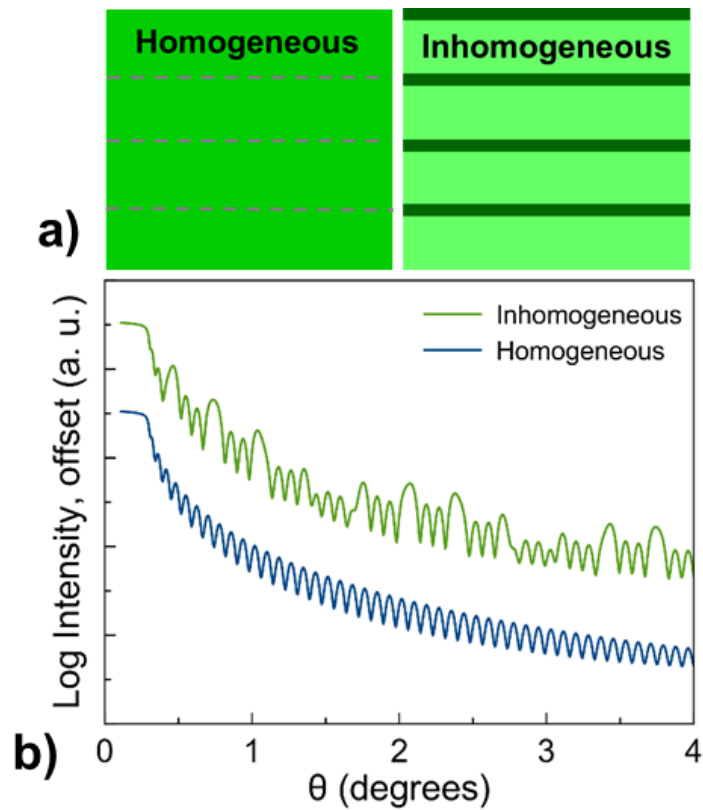 Homogeneous
Inhomogeneous
a)
Inhomogeneous
Homogeneous
Log Intensity, offset (a. u.)
0 1 2 3 4
b)
θ (degrees)